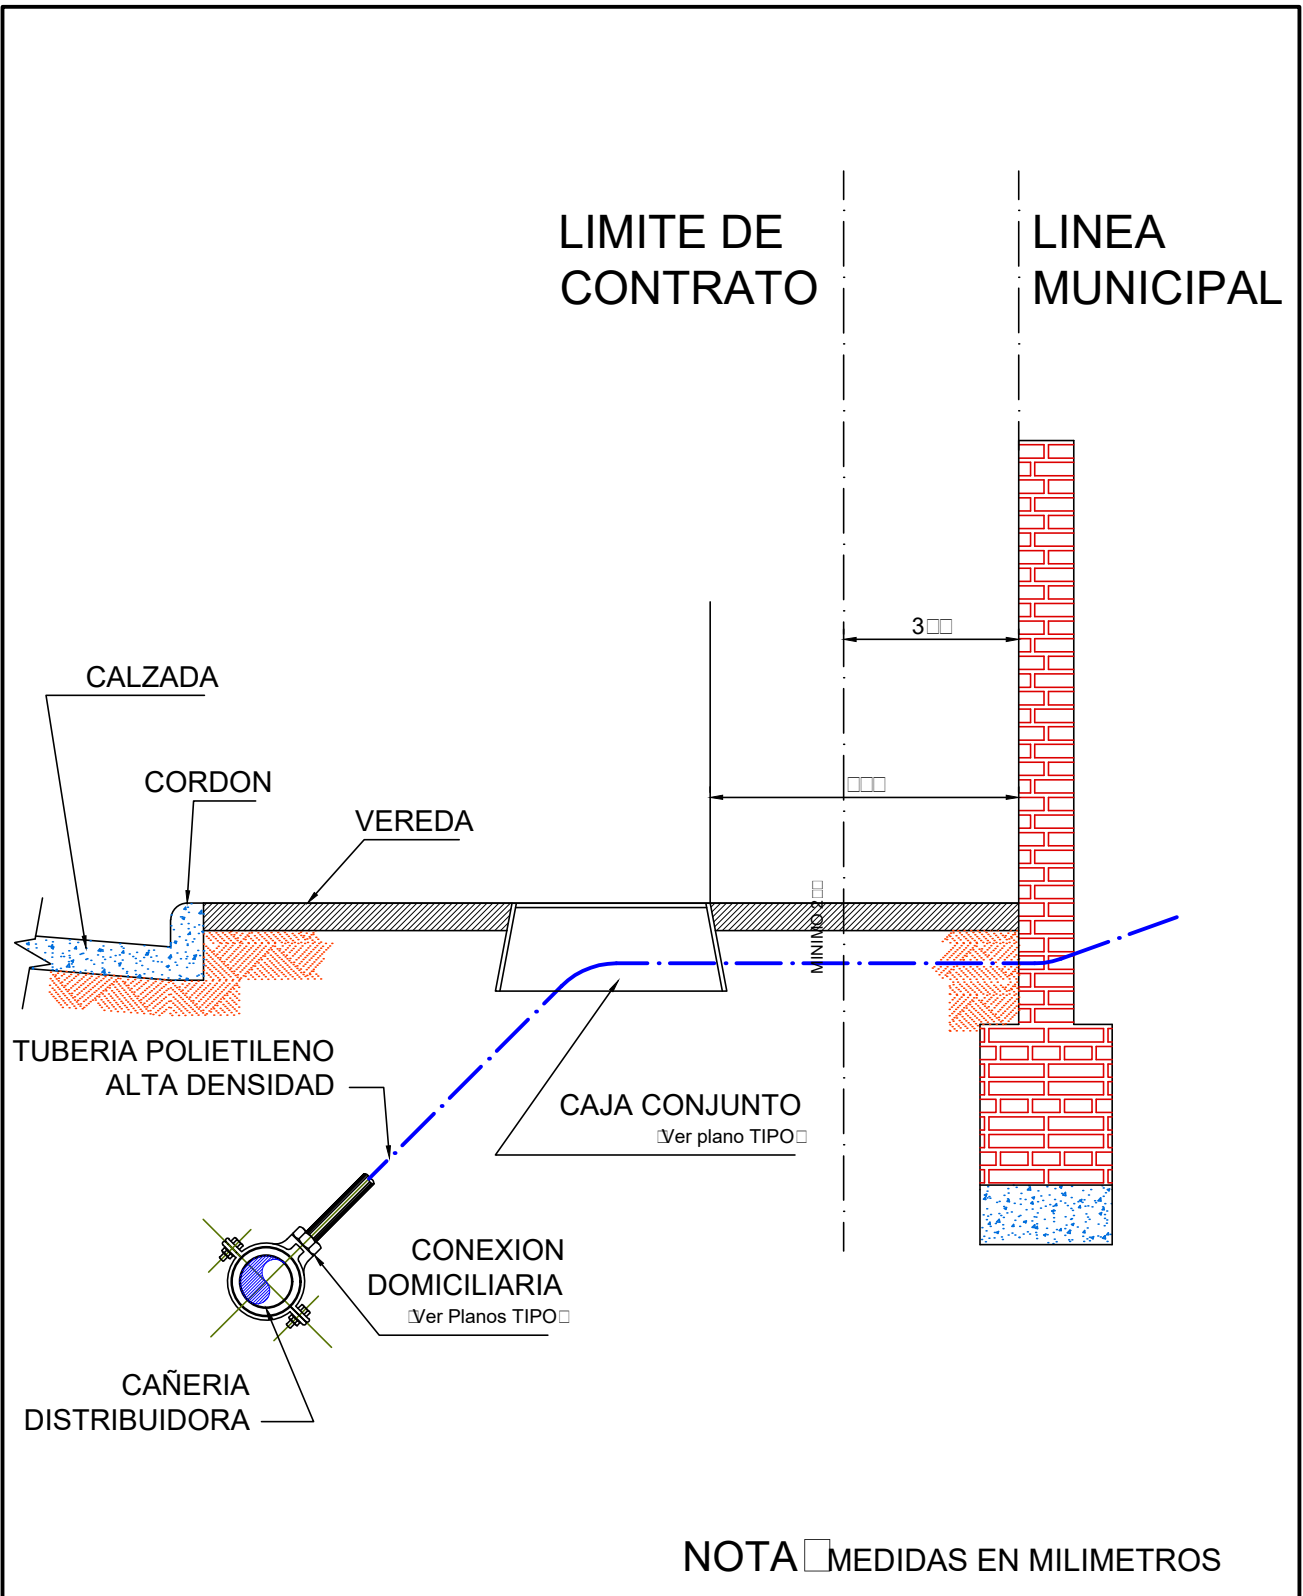 LIMITE DE
CONTRATO
LINEA
MUNICIPAL
3□□
CALZADA
□□□
CORDON
VEREDA
MINIMO 2□□
TUBERIA POLIETILENO
ALTA DENSIDAD
CAJA CONJUNTO
□Ver plano TIPO□
CONEXION
DOMICILIARIA
□Ver Planos TIPO□
CAÑERIA
DISTRIBUIDORA
NOTA□MEDIDAS EN MILIMETROS